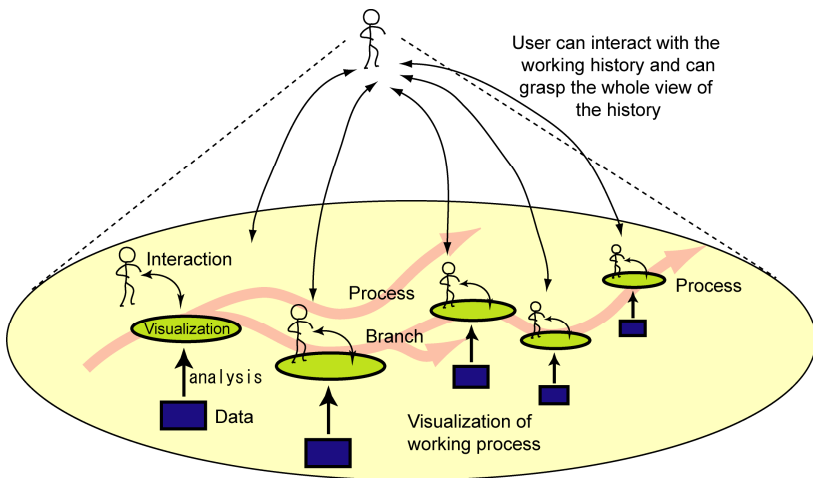 User can interact with the
working history and can
grasp the whole view of
the history
Interaction
Visualization
analysis
Data
Process
Branch
Process
Visualization of
working process